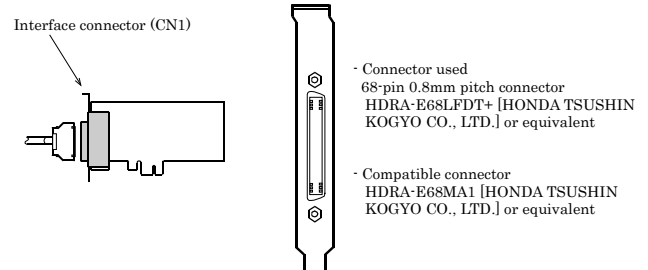 Interface connector (CN1)
- Connector used
68-pin 0.8mm pitch connector
HDRA-E68LFDT+ [HONDA TSUSHIN
KOGYO CO., LTD.] or equivalent
- Compatible connector
HDRA-E68MA1 [HONDA TSUSHIN
KOGYO CO., LTD.] or equivalent